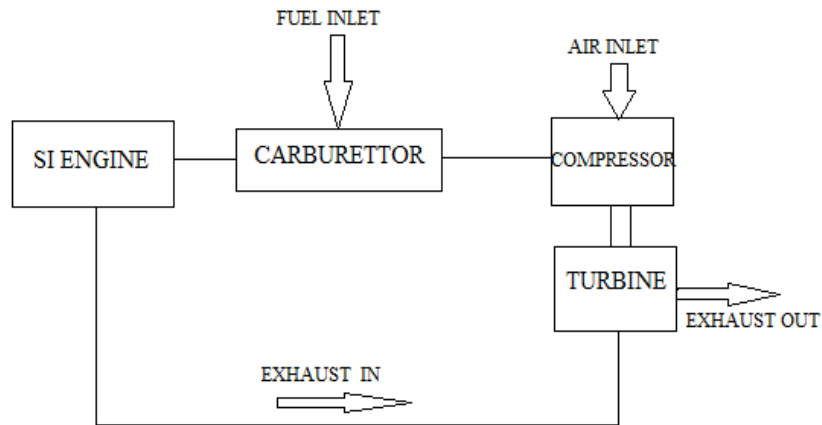 FUEL INLET
AIR INLET
SI ENGINE
CARBURETTOR
COMPRESSOR
TURBINE
EXHAUST OUT
EXHAUST IN